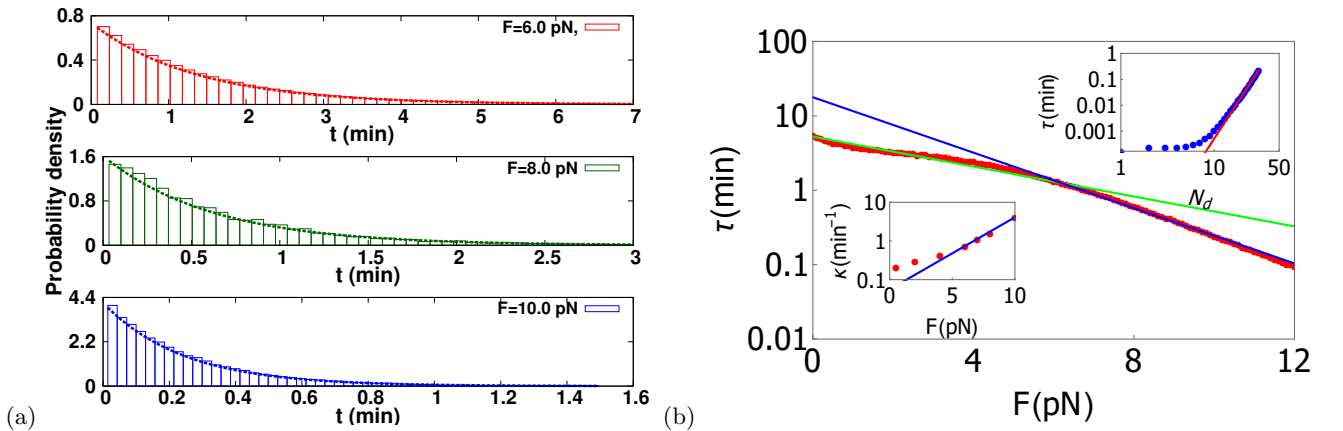 Probability density
0.8
0.4
0
F=6.0 pN,
0 1 2 3 4 5 6 7
t (min)
1.6
0.8
0
F=8.0 pN
0 0.5 1 1.5 2 2.5 3
t (min)
4.4
2.2
0
F=10.0 pN
0 0.2 0.4 0.6 0.8 1 1.2 1.4 1.6
t (min)
(a)
τ(min)
100
10
1
0.1
0.01
0 4 8 12
F(pN)
τ(min)
1
0.1
0.01
0.001
1 10 50
N_d
κ(min⁻¹)
10
1
0.1
0 5 10
F(pN)
(b)